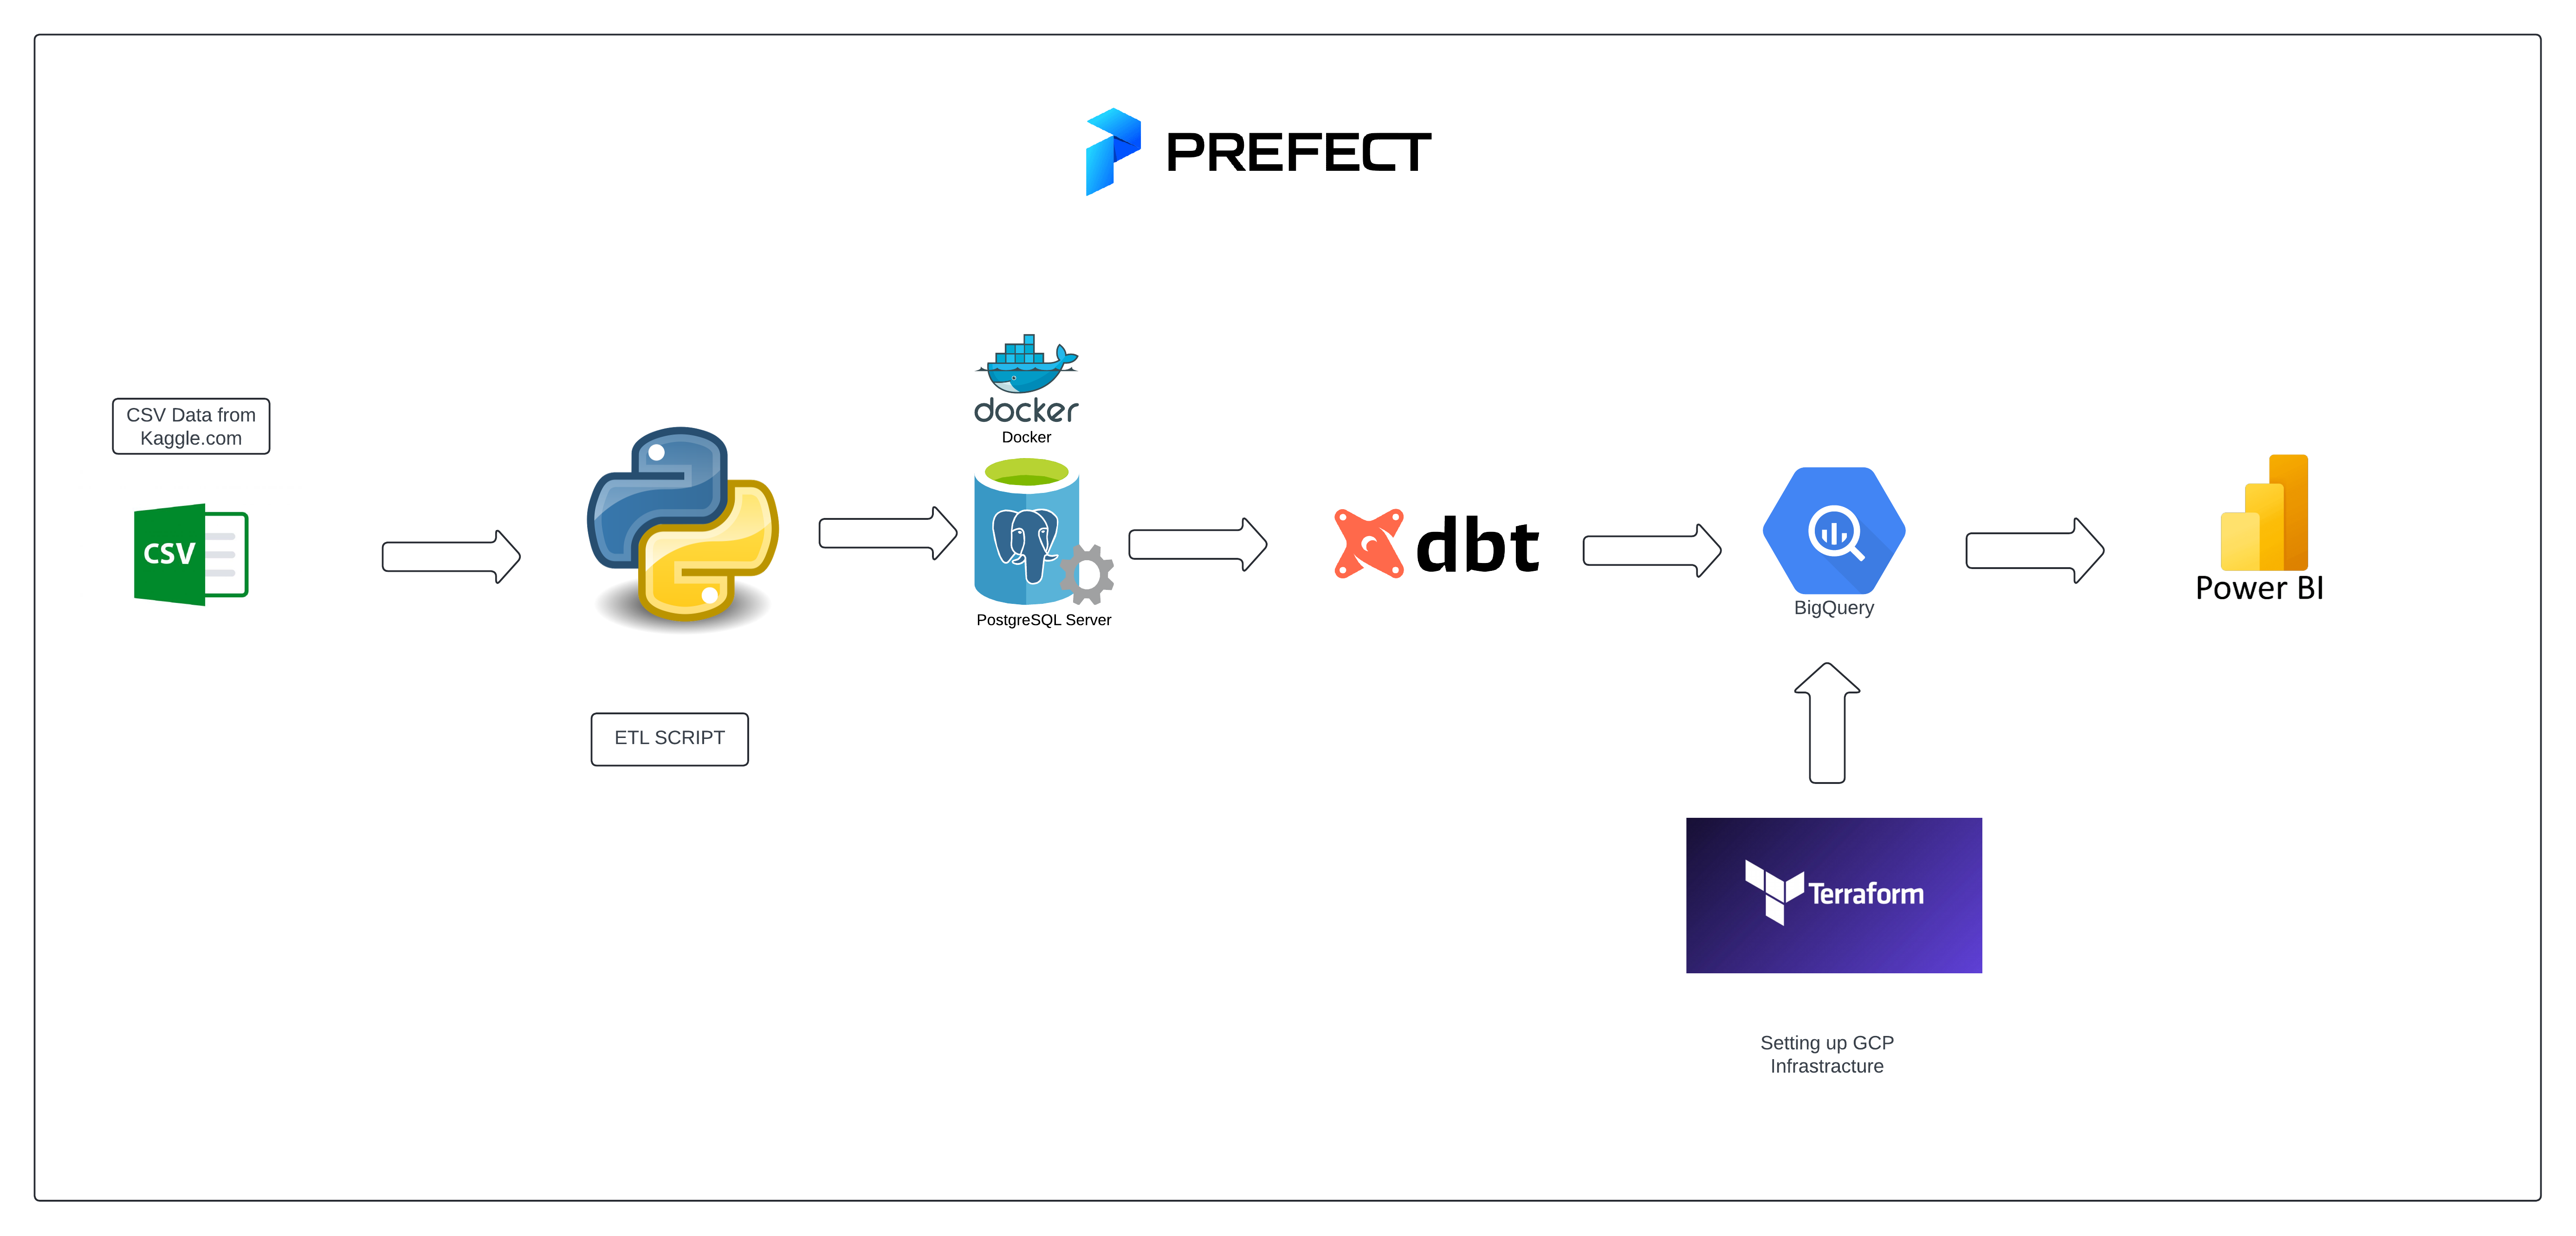 PREFECT
docker
Docker
CSV Data from
Kaggle.com
CSV
ETL SCRIPT
PostgreSQL Server
dbt
BigQuery
Power BI
Terraform
Setting up GCP
Infrastracture